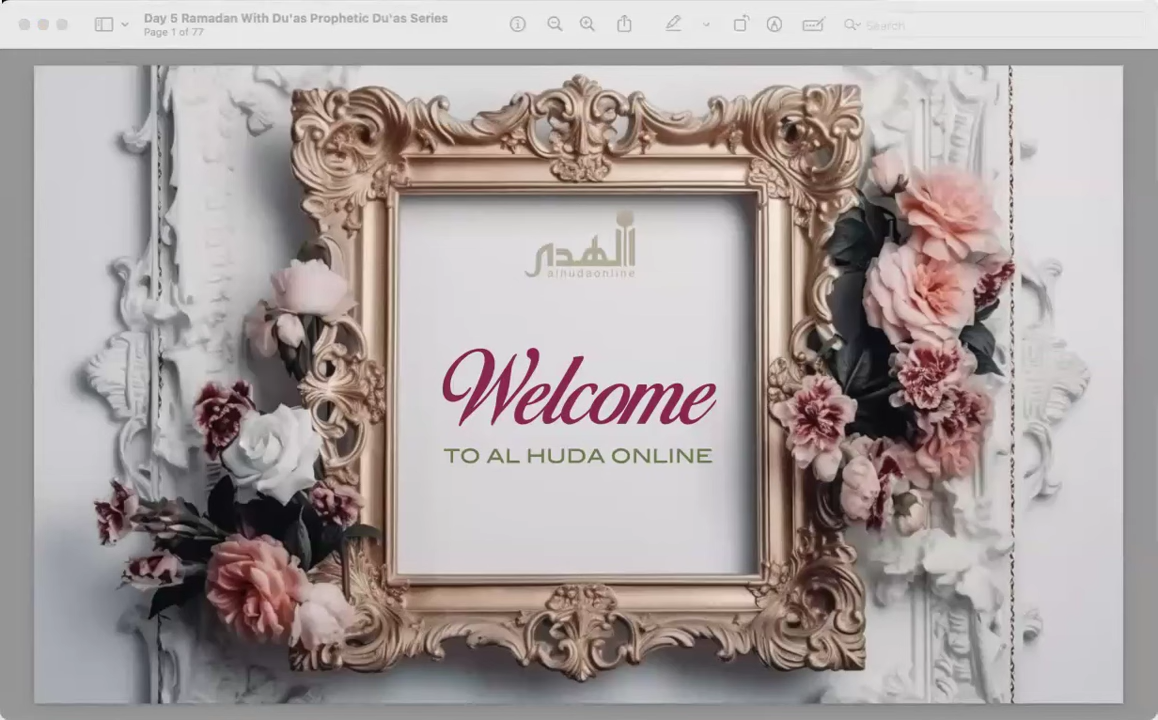 Day 5 Ramadan With Du'as Prophetic Du'as Series
Page 1 of 77
Search
الهدى
alhudaonline
Welcome
TO AL HUDA ONLINE